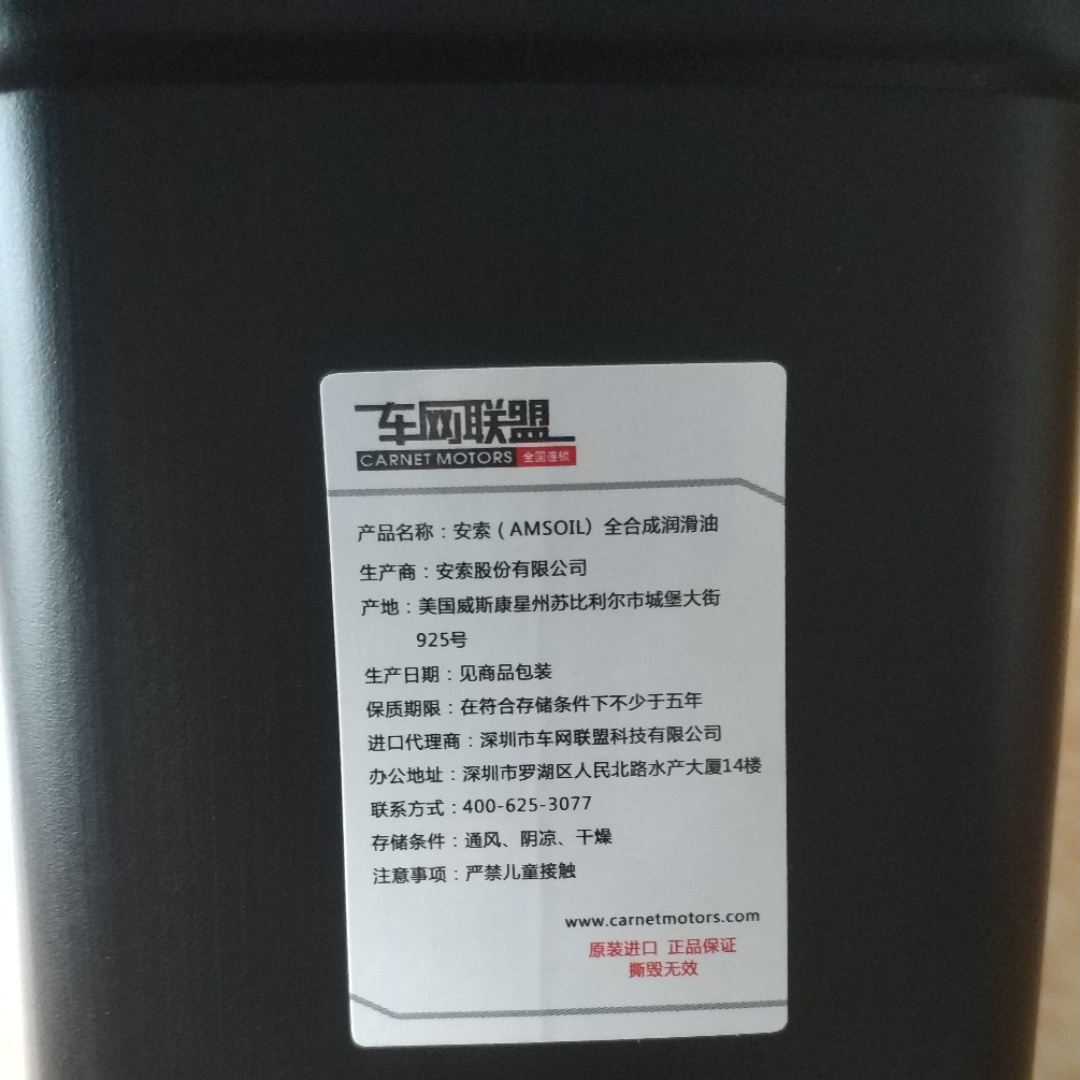 车网联盟
CARNET MOTORS 全国连锁
产品名称：安索（AMSOIL）全合成润滑油
生产商：安索股份有限公司
产地：美国威斯康星州苏比利尔市城堡大街
925号
生产日期：见商品包装
保质期限：在符合存储条件下不少于五年
进口代理商：深圳市车网联盟科技有限公司
办公地址：深圳市罗湖区人民北路水产大厦14楼
联系方式：400-625-3077
存储条件：通风、阴凉、干燥
注意事项：严禁儿童接触
www.carnetmotors.com
原装进口 正品保证
撕毁无效